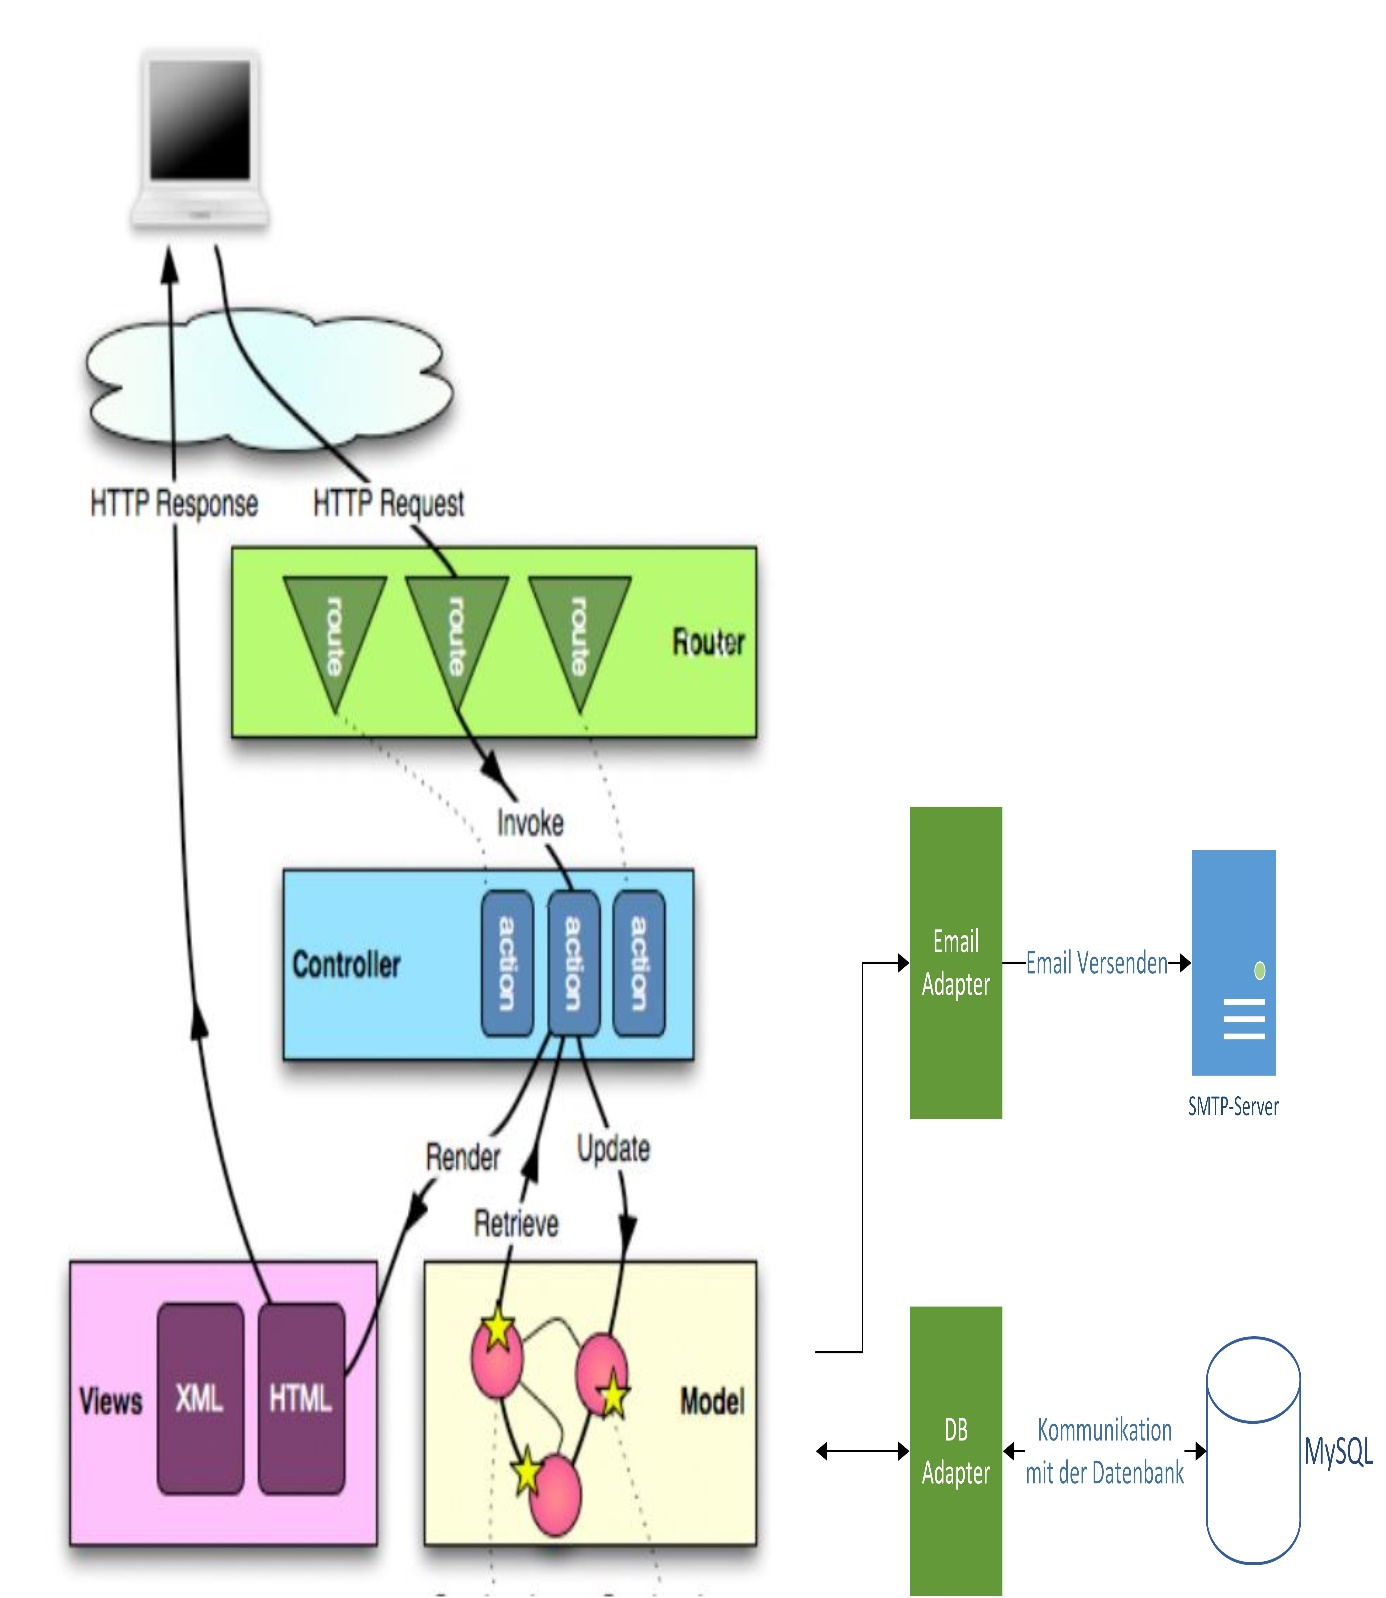 HTTP Response
HTTP Request
route
route
route
Router
Invoke
Controller
action
action
action
Email
Adapter
Email Versenden
SMTP-Server
Render
Update
Retrieve
Views
XML
HTML
Model
DB
Adapter
Kommunikation
mit der Datenbank
MySQL